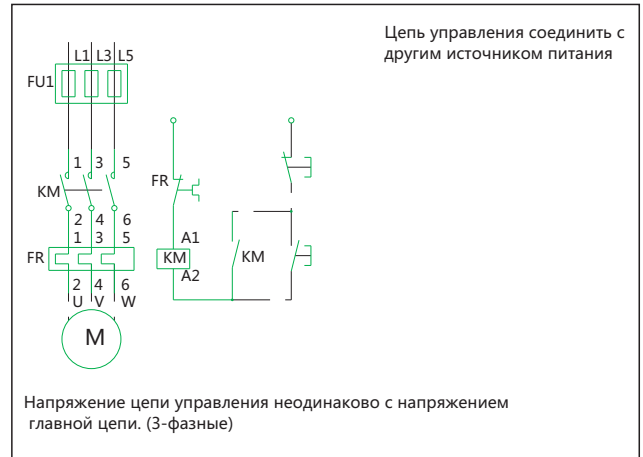 Цепь управления соединить с
другим источником питания
L1 L3 L5
FU1
1 3 5
KM
FR
2 4 6
1 3 5
A1
FR
KM
KM
A2
2 4 6
U V W
M
Напряжение цепи управления неодинаково с напряжением
главной цепи. (3-фазные)